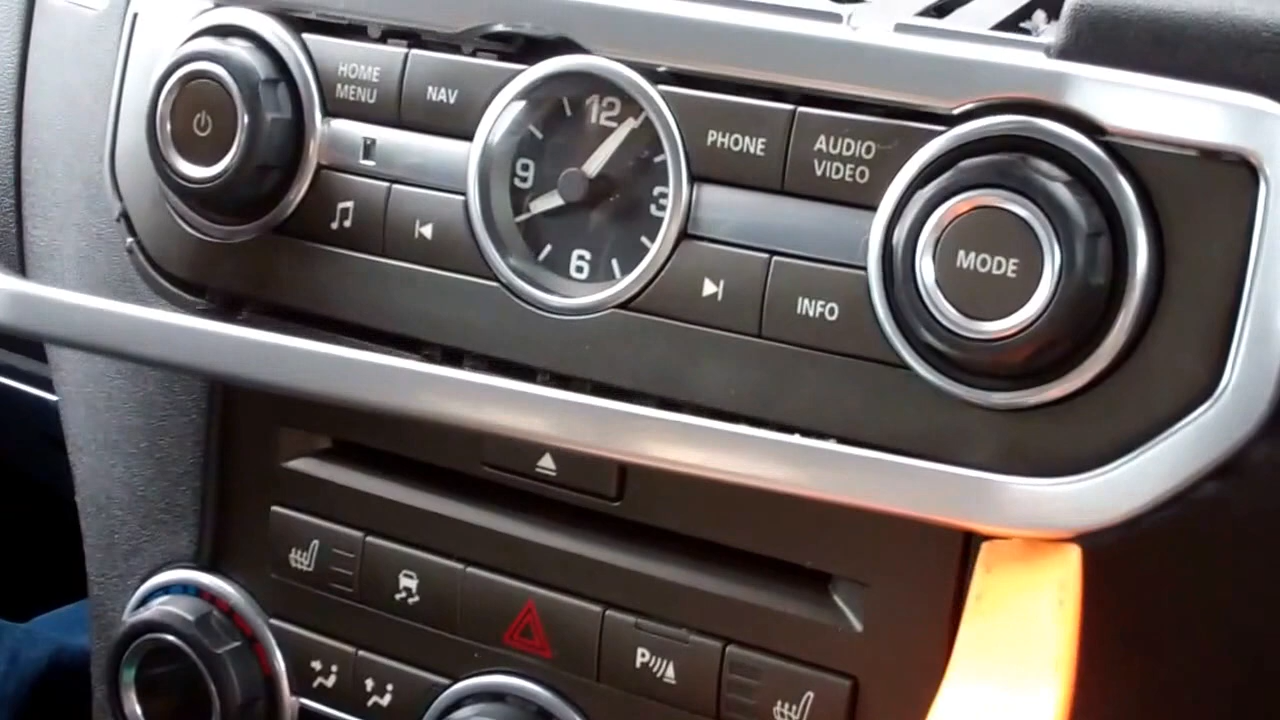 HOME
MENU
NAV
PHONE
AUDIO
VIDEO
12
9
3
6
MODE
INFO
P